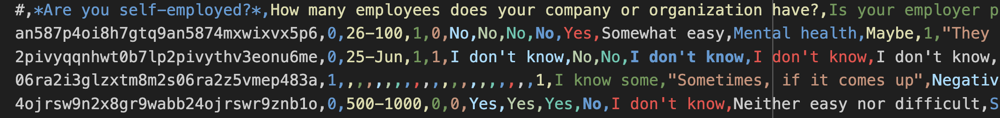 #,*Are you self-employed?*,How many employees does your company or organization have?,Is your employer p
an587p4oi8h7gtq9an5874mxwixvx5p6,0,26-100,1,0,No,No,No,No,Yes,Somewhat easy,Mental health,Maybe,1,"They
2pivyqqnhwt0b7lp2pivythv3eonu6me,0,25-Jun,1,1,I don't know,No,No,I don't know,I don't know,I don't know,
06ra2i3glzxtm8m2s06ra2z5vmep483a,1,,,,,,,,,,,,,,,,,,,,,1,I know some,"Sometimes, if it comes up",Negativ
4ojrsw9n2x8gr9wabb24ojrswr9znb1o,0,500-1000,0,0,Yes,Yes,Yes,No,I don't know,Neither easy nor difficult,S